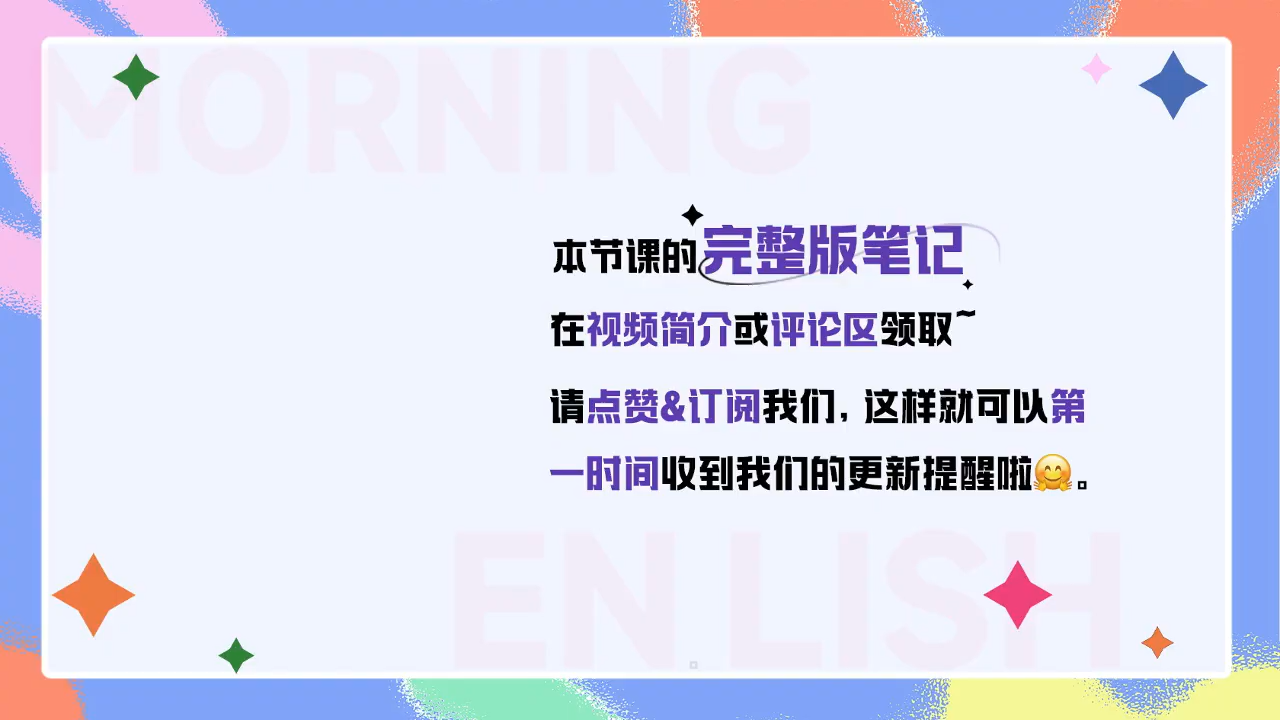 MORNING
本节课的完整版笔记
在视频简介或评论区领取~
请点赞&订阅我们，这样就可以第
一时间收到我们的更新提醒啦🤗。
EN LISH